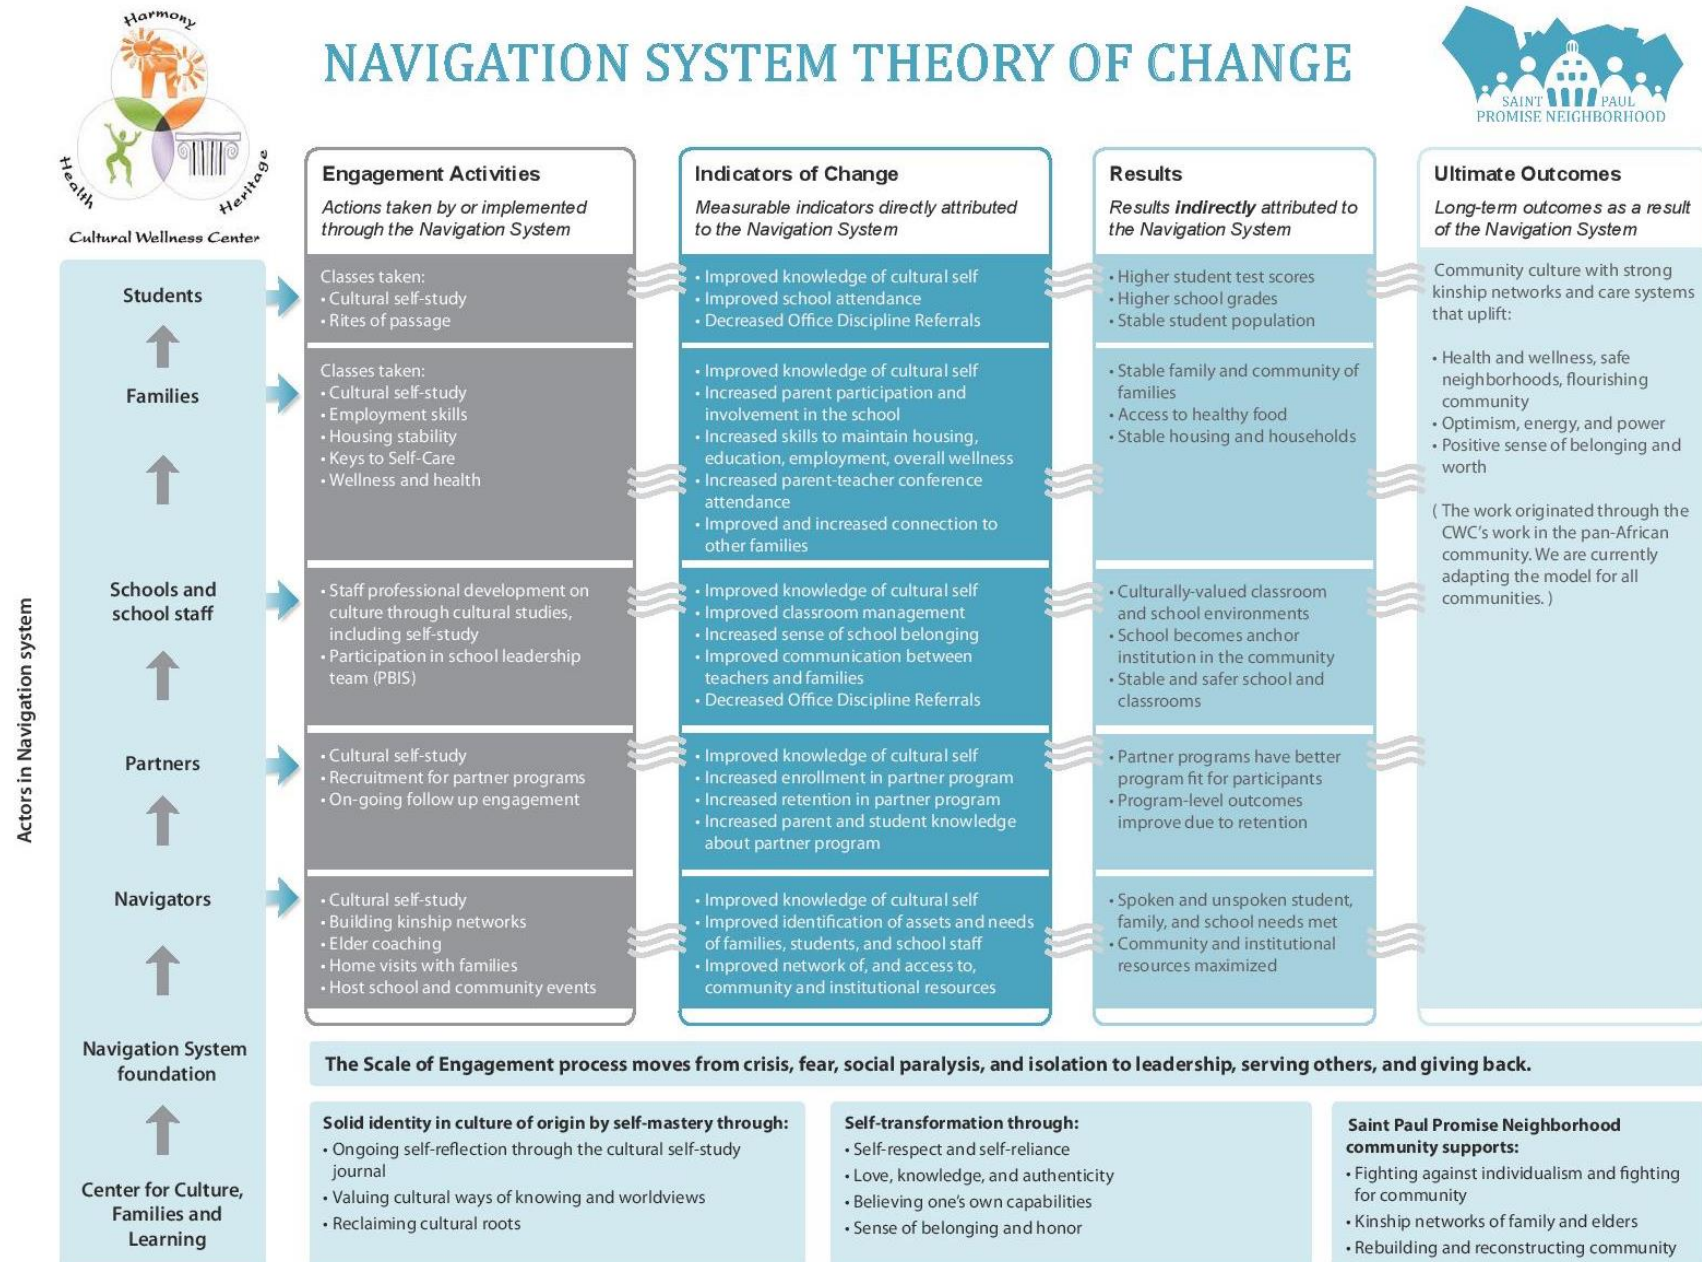 Harmony
Health
Heritage
Cultural Wellness Center
NAVIGATION SYSTEM THEORY OF CHANGE
SAINT PAUL
PROMISE NEIGHBORHOOD
Actors in Navigation system
Students
Families
Schools and
school staff
Partners
Navigators
Navigation System
foundation
Center for Culture,
Families and
Learning
Engagement Activities
Actions taken by or implemented
through the Navigation System
Classes taken:
• Cultural self-study
• Rites of passage
Classes taken:
• Cultural self-study
• Employment skills
• Housing stability
• Keys to Self-Care
• Wellness and health
• Staff professional development on
culture through cultural studies,
including self-study
• Participation in school leadership
team (PBIS)
• Cultural self-study
• Recruitment for partner programs
• On-going follow up engagement
• Cultural self-study
• Building kinship networks
• Elder coaching
• Home visits with families
• Host school and community events
Indicators of Change
Measurable indicators directly attributed
to the Navigation System
• Improved knowledge of cultural self
• Improved school attendance
• Decreased Office Discipline Referrals
• Improved knowledge of cultural self
• Increased parent participation and
involvement in the school
• Increased skills to maintain housing,
education, employment, overall wellness
• Increased parent-teacher conference
attendance
• Improved and increased connection to
other families
• Improved knowledge of cultural self
• Improved classroom management
• Increased sense of school belonging
• Improved communication between
teachers and families
• Decreased Office Discipline Referrals
• Improved knowledge of cultural self
• Increased enrollment in partner program
• Increased retention in partner program
• Increased parent and student knowledge
about partner program
• Improved knowledge of cultural self
• Improved identification of assets and needs
of families, students, and school staff
• Improved network of, and access to,
community and institutional resources
Results
Results indirectly attributed to
the Navigation System
• Higher student test scores
• Higher school grades
• Stable student population
• Stable family and community of
families
• Access to healthy food
• Stable housing and households
• Culturally-valued classroom
and school environments
• School becomes anchor
institution in the community
• Stable and safer school and
classrooms
• Partner programs have better
program fit for participants
• Program-level outcomes
improve due to retention
• Spoken and unspoken student,
family, and school needs met
• Community and institutional
resources maximized
Ultimate Outcomes
Long-term outcomes as a result
of the Navigation System
Community culture with strong
kinship networks and care systems
that uplift:
• Health and wellness, safe
neighborhoods, flourishing
community
• Optimism, energy, and power
• Positive sense of belonging and
worth
( The work originated through the
CWC's work in the pan-African
community. We are currently
adapting the model for all
communities. )
The Scale of Engagement process moves from crisis, fear, social paralysis, and isolation to leadership, serving others, and giving back.
Solid identity in culture of origin by self-mastery through:
• Ongoing self-reflection through the cultural self-study
journal
• Valuing cultural ways of knowing and worldviews
• Reclaiming cultural roots
Self-transformation through:
• Self-respect and self-reliance
• Love, knowledge, and authenticity
• Believing one's own capabilities
• Sense of belonging and honor
Saint Paul Promise Neighborhood
community supports:
• Fighting against individualism and fighting
for community
• Kinship networks of family and elders
• Rebuilding and reconstructing community